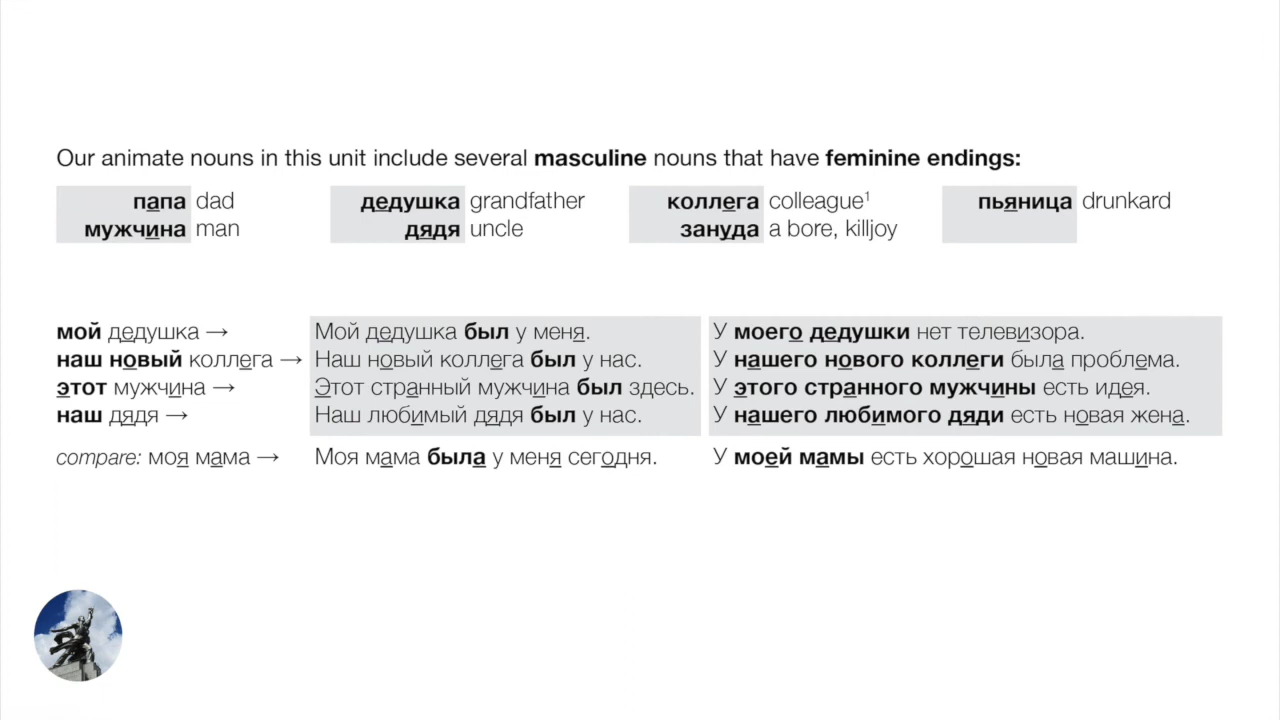 Our animate nouns in this unit include several masculine nouns that have feminine endings:
папа dad дедушка grandfather коллега colleague¹ пьяница drunkard
мужчина man дядя uncle зануда a bore, killjoy
мой дедушка → Мой дедушка был у меня. У моего дедушки нет телевизора.
наш новый коллега → Наш новый коллега был у нас. У нашего нового коллеги была проблема.
этот мужчина → Этот странный мужчина был здесь. У этого странного мужчины есть идея.
наш дядя → Наш любимый дядя был у нас. У нашего любимого дяди есть новая жена.
compare: моя мама → Моя мама была у меня сегодня. У моей мамы есть хорошая новая машина.